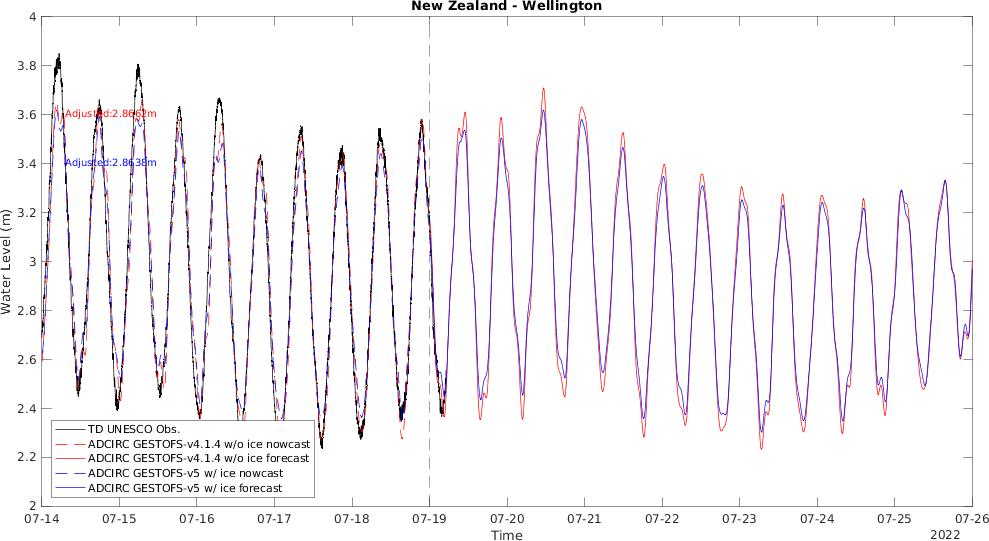 New Zealand - Wellington
4
3.8
3.6
3.4
3.2
3
2.8
2.6
2.4
2.2
2
Water Level (m)
Adjusted:2.8662m
Adjusted:2.8638m
TD UNESCO Obs.
ADCIRC GESTOFS-v4.1.4 w/o ice nowcast
ADCIRC GESTOFS-v4.1.4 w/o ice forecast
ADCIRC GESTOFS-v5 w/ ice nowcast
ADCIRC GESTOFS-v5 w/ ice forecast
07-14 07-15 07-16 07-17 07-18 07-19 07-20 07-21 07-22 07-23 07-24 07-25 07-26
Time
2022